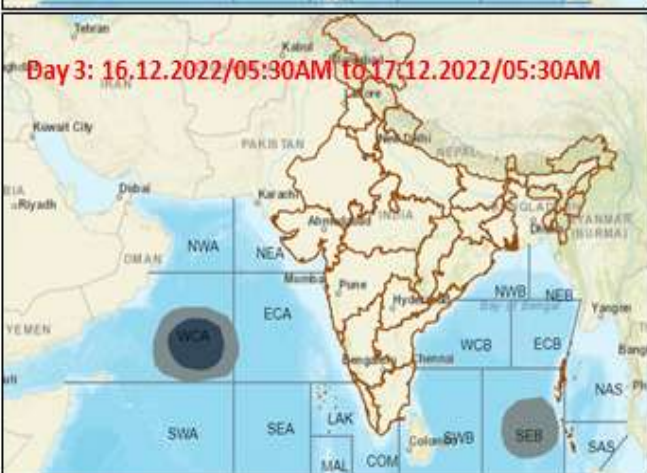 Tehran
Kabul
Day 3: 16.12.2022/05:30AM to 17.12.2022/05:30AM
IRAN
Kuwait City
New Delhi
PAKISTAN
NEPAL
Riyadh
Dubai
Karachi
Ahmedabad
INDIA
MYANMAR
(BURMA)
OMAN
NWA
NEA
Mumbai
Pune
Hyderabad
NWB
NEB
Bay of Bengal
Yangon
YEMEN
WCA
ECA
Bengaluru
Chennai
WCB
ECB
SWA
SEA
LAK
Colombo
SWB
SEB
NAS
SAS
MAL
COM